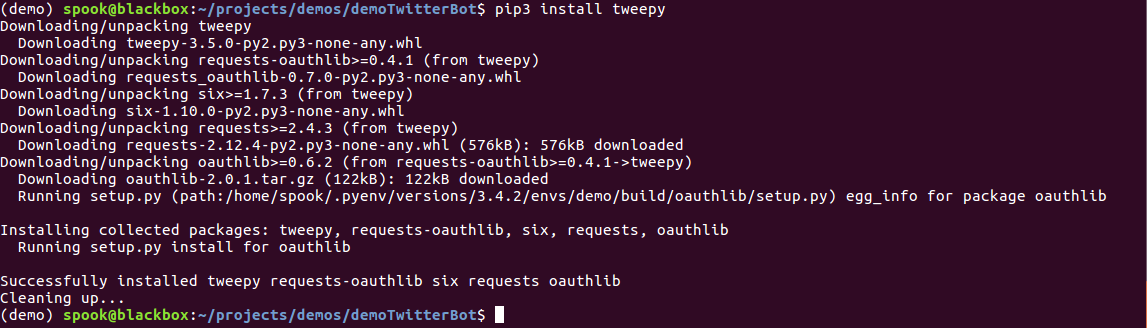 (demo) spook@blackbox:~/projects/demos/demoTwitterBot$ pip3 install tweepy
Downloading/unpacking tweepy
  Downloading tweepy-3.5.0-py2.py3-none-any.whl
Downloading/unpacking requests-oauthlib>=0.4.1 (from tweepy)
  Downloading requests_oauthlib-0.7.0-py2.py3-none-any.whl
Downloading/unpacking six>=1.7.3 (from tweepy)
  Downloading six-1.10.0-py2.py3-none-any.whl
Downloading/unpacking requests>=2.4.3 (from tweepy)
  Downloading requests-2.12.4-py2.py3-none-any.whl (576kB): 576kB downloaded
Downloading/unpacking oauthlib>=0.6.2 (from requests-oauthlib>=0.4.1->tweepy)
  Downloading oauthlib-2.0.1.tar.gz (122kB): 122kB downloaded
  Running setup.py (path:/home/spook/.pyenv/versions/3.4.2/envs/demo/build/oauthlib/setup.py) egg_info for package oauthlib

Installing collected packages: tweepy, requests-oauthlib, six, requests, oauthlib
  Running setup.py install for oauthlib

Successfully installed tweepy requests-oauthlib six requests oauthlib
Cleaning up...
(demo) spook@blackbox:~/projects/demos/demoTwitterBot$